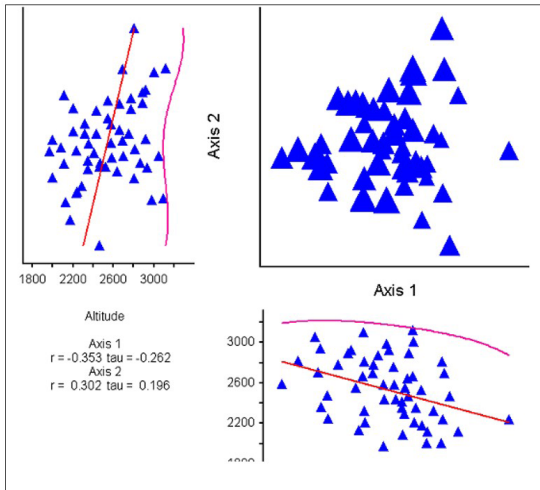 Axis 2
1800 2200 2600 3000
Axis 1
Altitude
Axis 1
r = -0.353 tau = -0.262
Axis 2
r = 0.302 tau = 0.196
3000
2600
2200
1800